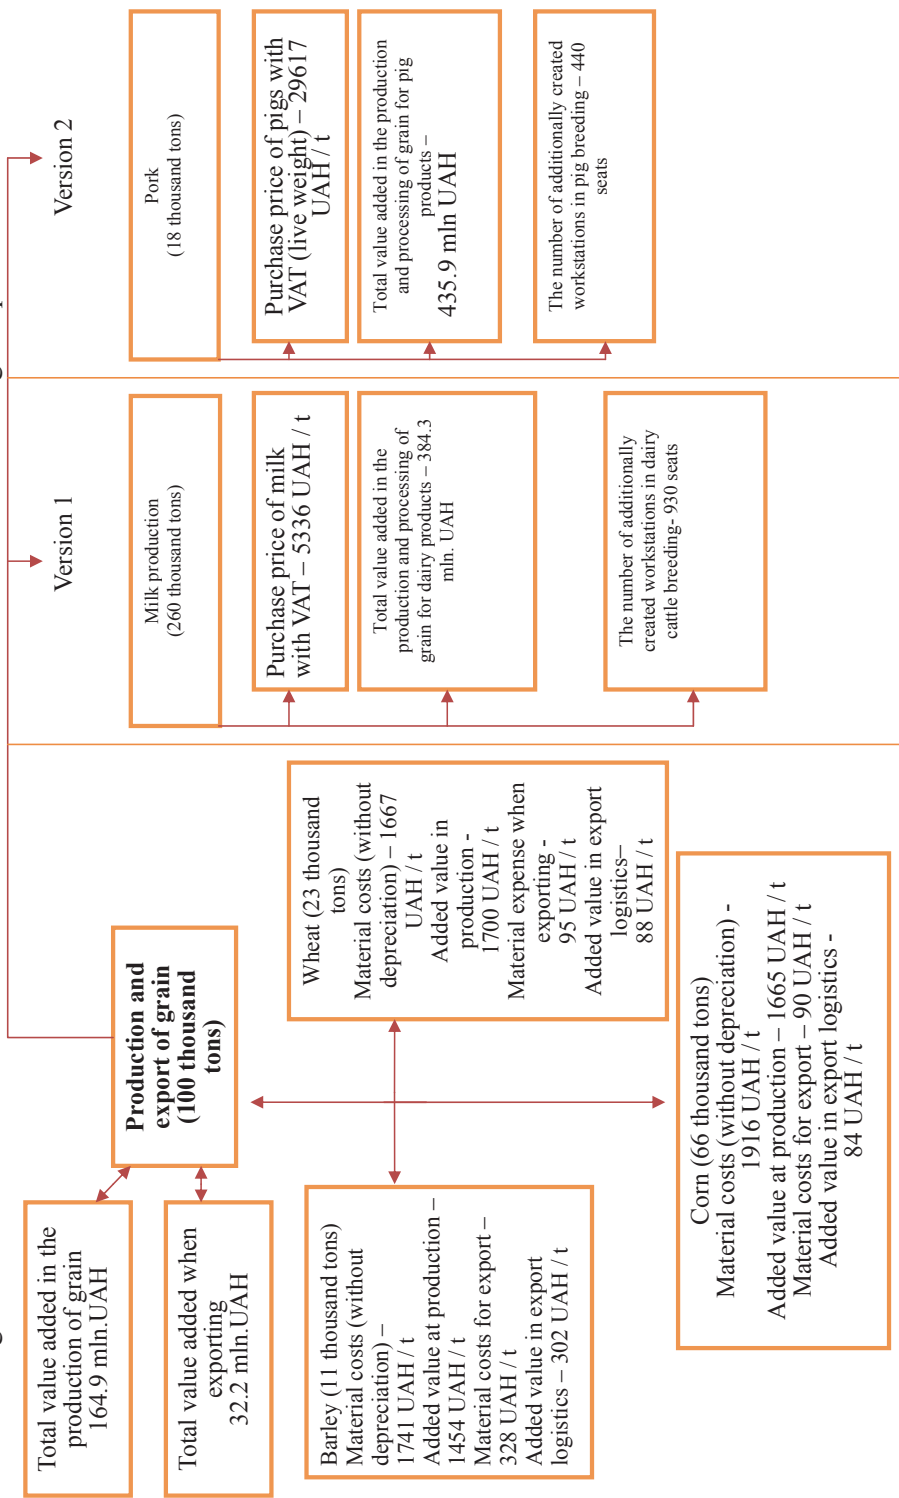 Total value added in the
production of grain
164.9 mln.UAH
Total value added when
exporting
32.2 mln.UAH
Production and
export of grain
(100 thousand
tons)
Barley (11 thousand tons)
Material costs (without
depreciation) –
1741 UAH / t
Added value at production –
1454 UAH / t
Material costs for export –
328 UAH / t
Added value in export
logistics – 302 UAH / t
Wheat (23 thousand
tons)
Material costs (without
depreciation) – 1667
UAH / t
Added value in
production -
1700 UAH / t
Material expense when
exporting -
95 UAH / t
Added value in export
logistics–
88 UAH / t
Corn (66 thousand tons)
Material costs (without depreciation) -
1916 UAH / t
Added value at production – 1665 UAH / t
Material costs for export – 90 UAH / t
Added value in export logistics -
84 UAH / t
Version 1
Milk production
(260 thousand tons)
Purchase price of milk
with VAT – 5336 UAH / t
Total value added in the
production and processing of
grain for dairy products – 384.3
mln. UAH
The number of additionally
created workstations in dairy
cattle breeding- 930 seats
Version 2
Pork
(18 thousand tons)
Purchase price of pigs with
VAT (live weight) – 29617
UAH / t
Total value added in the production
and processing of grain for pig
products –
435.9 mln UAH
The number of additionally created
workstations in pig breeding – 440
seats